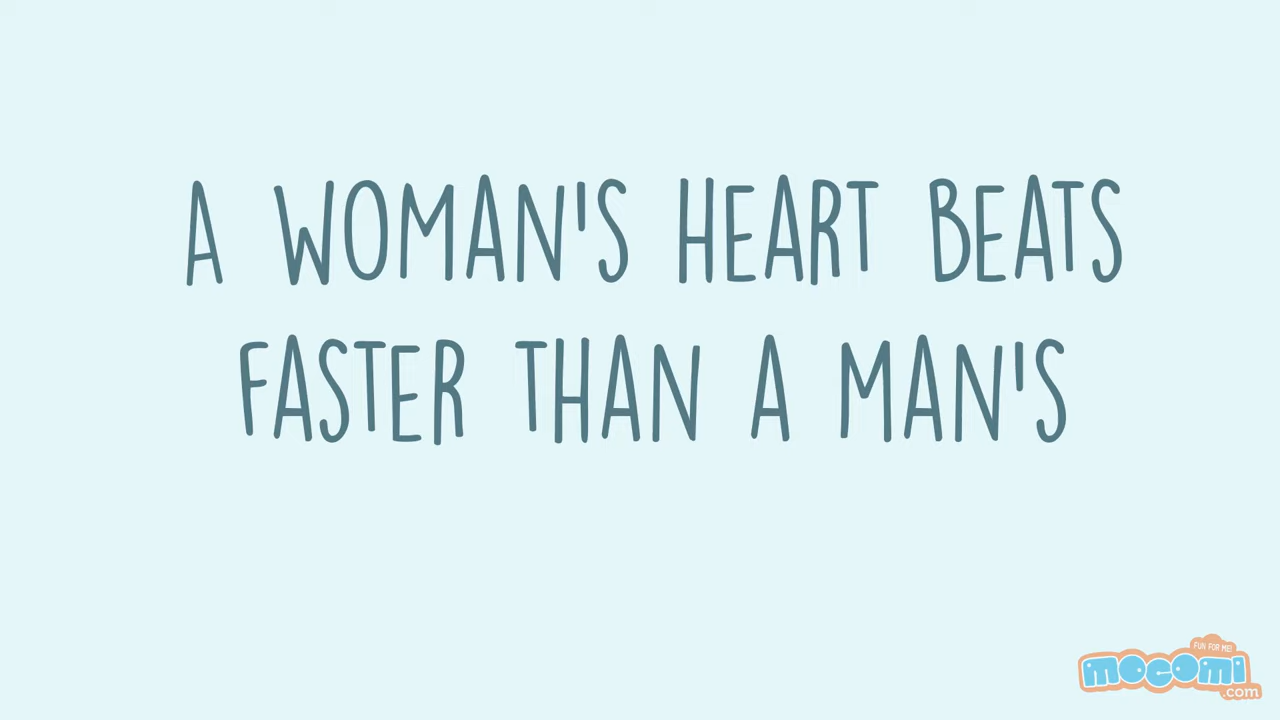 A WOMAN'S HEART BEATS
FASTER THAN A MAN'S
FUN FOR ME!
mocomi
.com